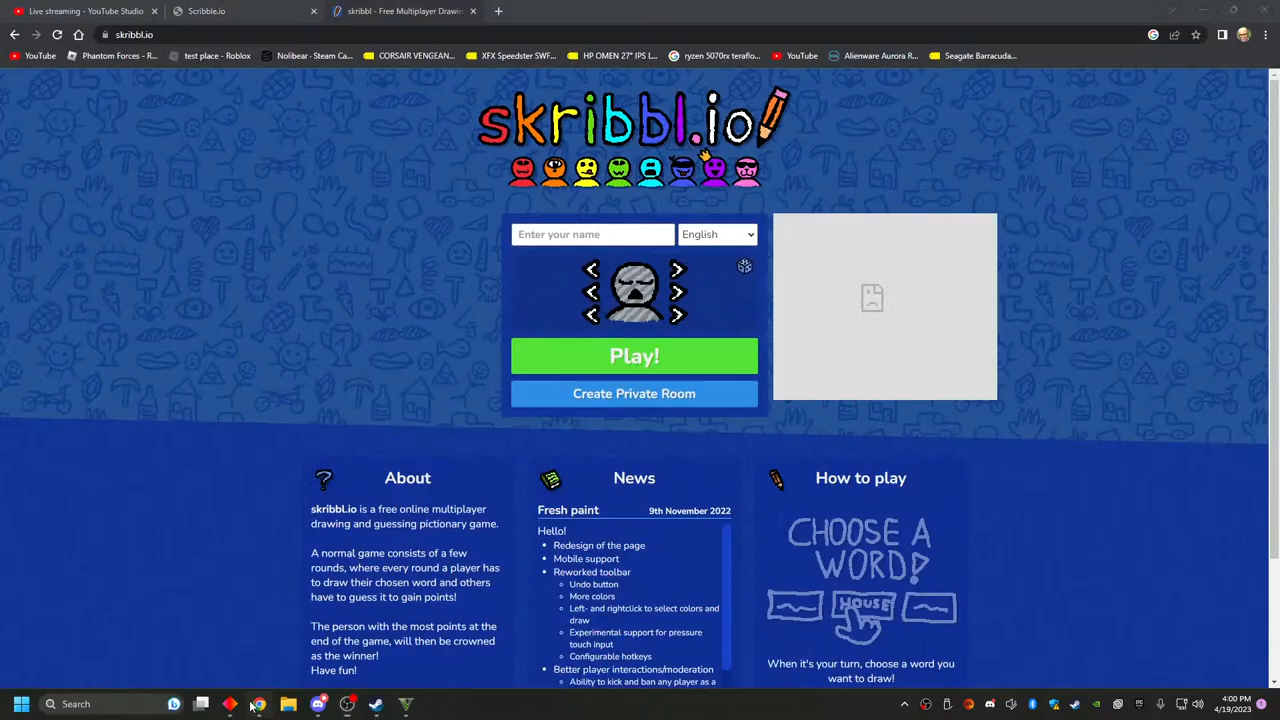 Live streaming - YouTube Studio
Scribble.io
skribbl - Free Multiplayer Drawin
skribbl.io
YouTube
Phantom Forces - R...
test place - Roblox
Nolibear - Steam Ca...
CORSAIR VENGEAN...
XFX Speedster SWF...
HP OMEN 27" IPS L...
ryzen 5070x teraflo...
YouTube
Alienware Aurora R...
Seagate Barracuda...
skribbl.io
Enter your name
English
Play!
Create Private Room
About
skribbl.io is a free online multiplayer
drawing and guessing pictionary game.
A normal game consists of a few
rounds, where every round a player has
to draw their chosen word and others
have to guess it to gain points!
The person with the most points at the
end of the game, will then be crowned
as the winner!
Have fun!
News
Fresh paint 9th November 2022
Hello!
Redesign of the page
Mobile support
Reworked toolbar
Undo button
More colors
Left- and rightclick to select colors and
draw
Experimental support for pressure
touch input
Configurable hotkeys
Better player interactions/moderation
Ability to kick and ban any player as a
How to play
CHOOSE A
WORD!
HOUSE
When it's your turn, choose a word you
want to draw!
Search
4:00 PM
4/19/2023